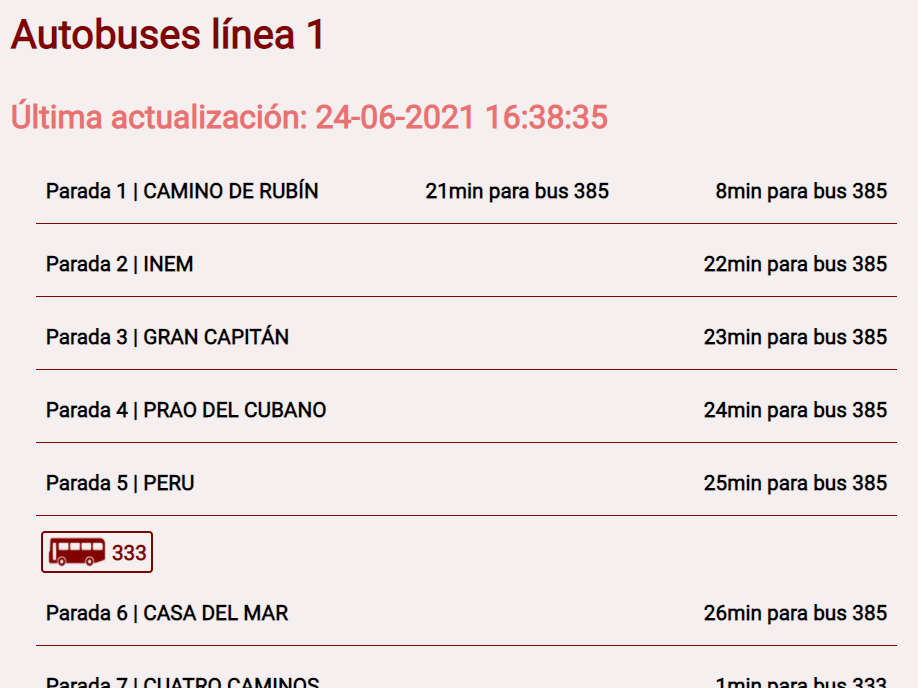 Autobuses línea 1
Última actualización: 24-06-2021 16:38:35
Parada 1 | CAMINO DE RUBÍN 21min para bus 385 8min para bus 385
Parada 2 | INEM 22min para bus 385
Parada 3 | GRAN CAPITÁN 23min para bus 385
Parada 4 | PRAO DEL CUBANO 24min para bus 385
Parada 5 | PERU 25min para bus 385
333
Parada 6 | CASA DEL MAR 26min para bus 385
Parada 7 | CUATRO CAMINOS 1min para bus 333